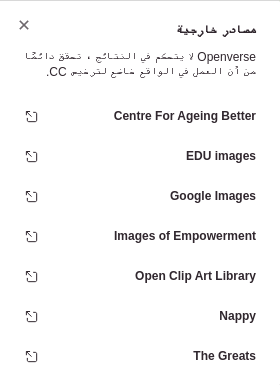 مصادر خارجية
Openverse لا يتحكم في النتائج ، تحقق دائمًا
من أن العمل في الواقع خاضع لترخيص CC.
Centre For Ageing Better
EDU images
Google Images
Images of Empowerment
Open Clip Art Library
Nappy
The Greats